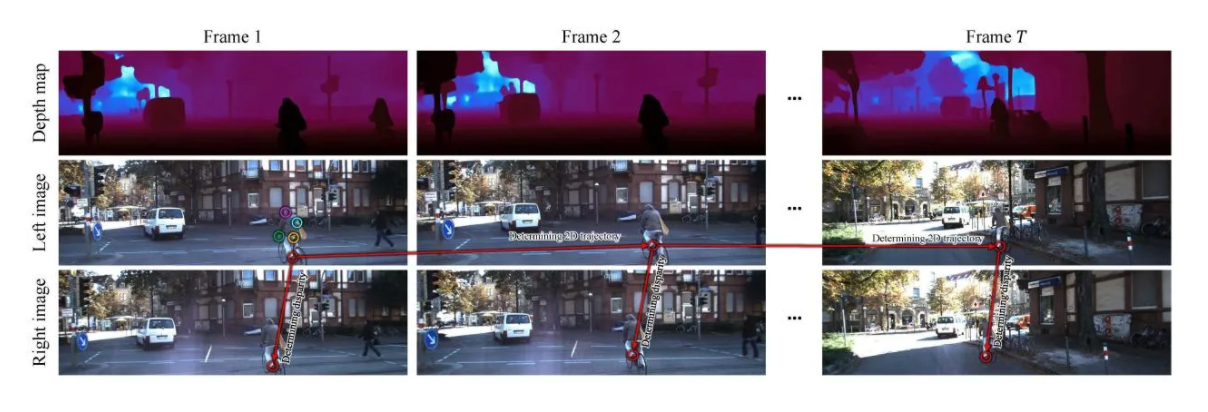 Frame 1
Frame 2
Frame T
Depth map
...
Left image
Determining 2D trajectory
Determining 2D trajectory
...
Right image
Determining disparity
Determining disparity
Determining disparity
...